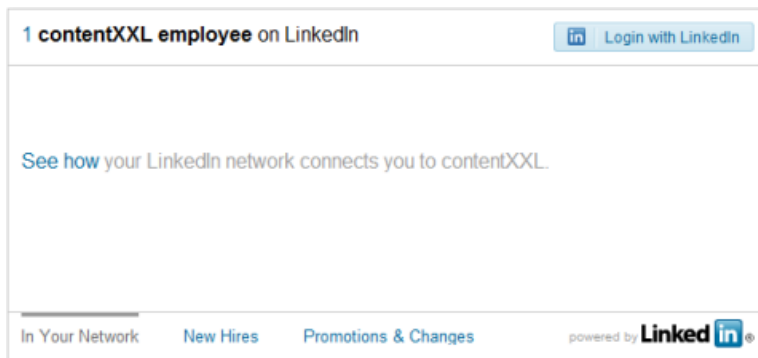 1 contentXXL employee on LinkedIn
in Login with LinkedIn
See how your LinkedIn network connects you to contentXXL.
In Your Network New Hires Promotions & Changes powered by Linked in ®